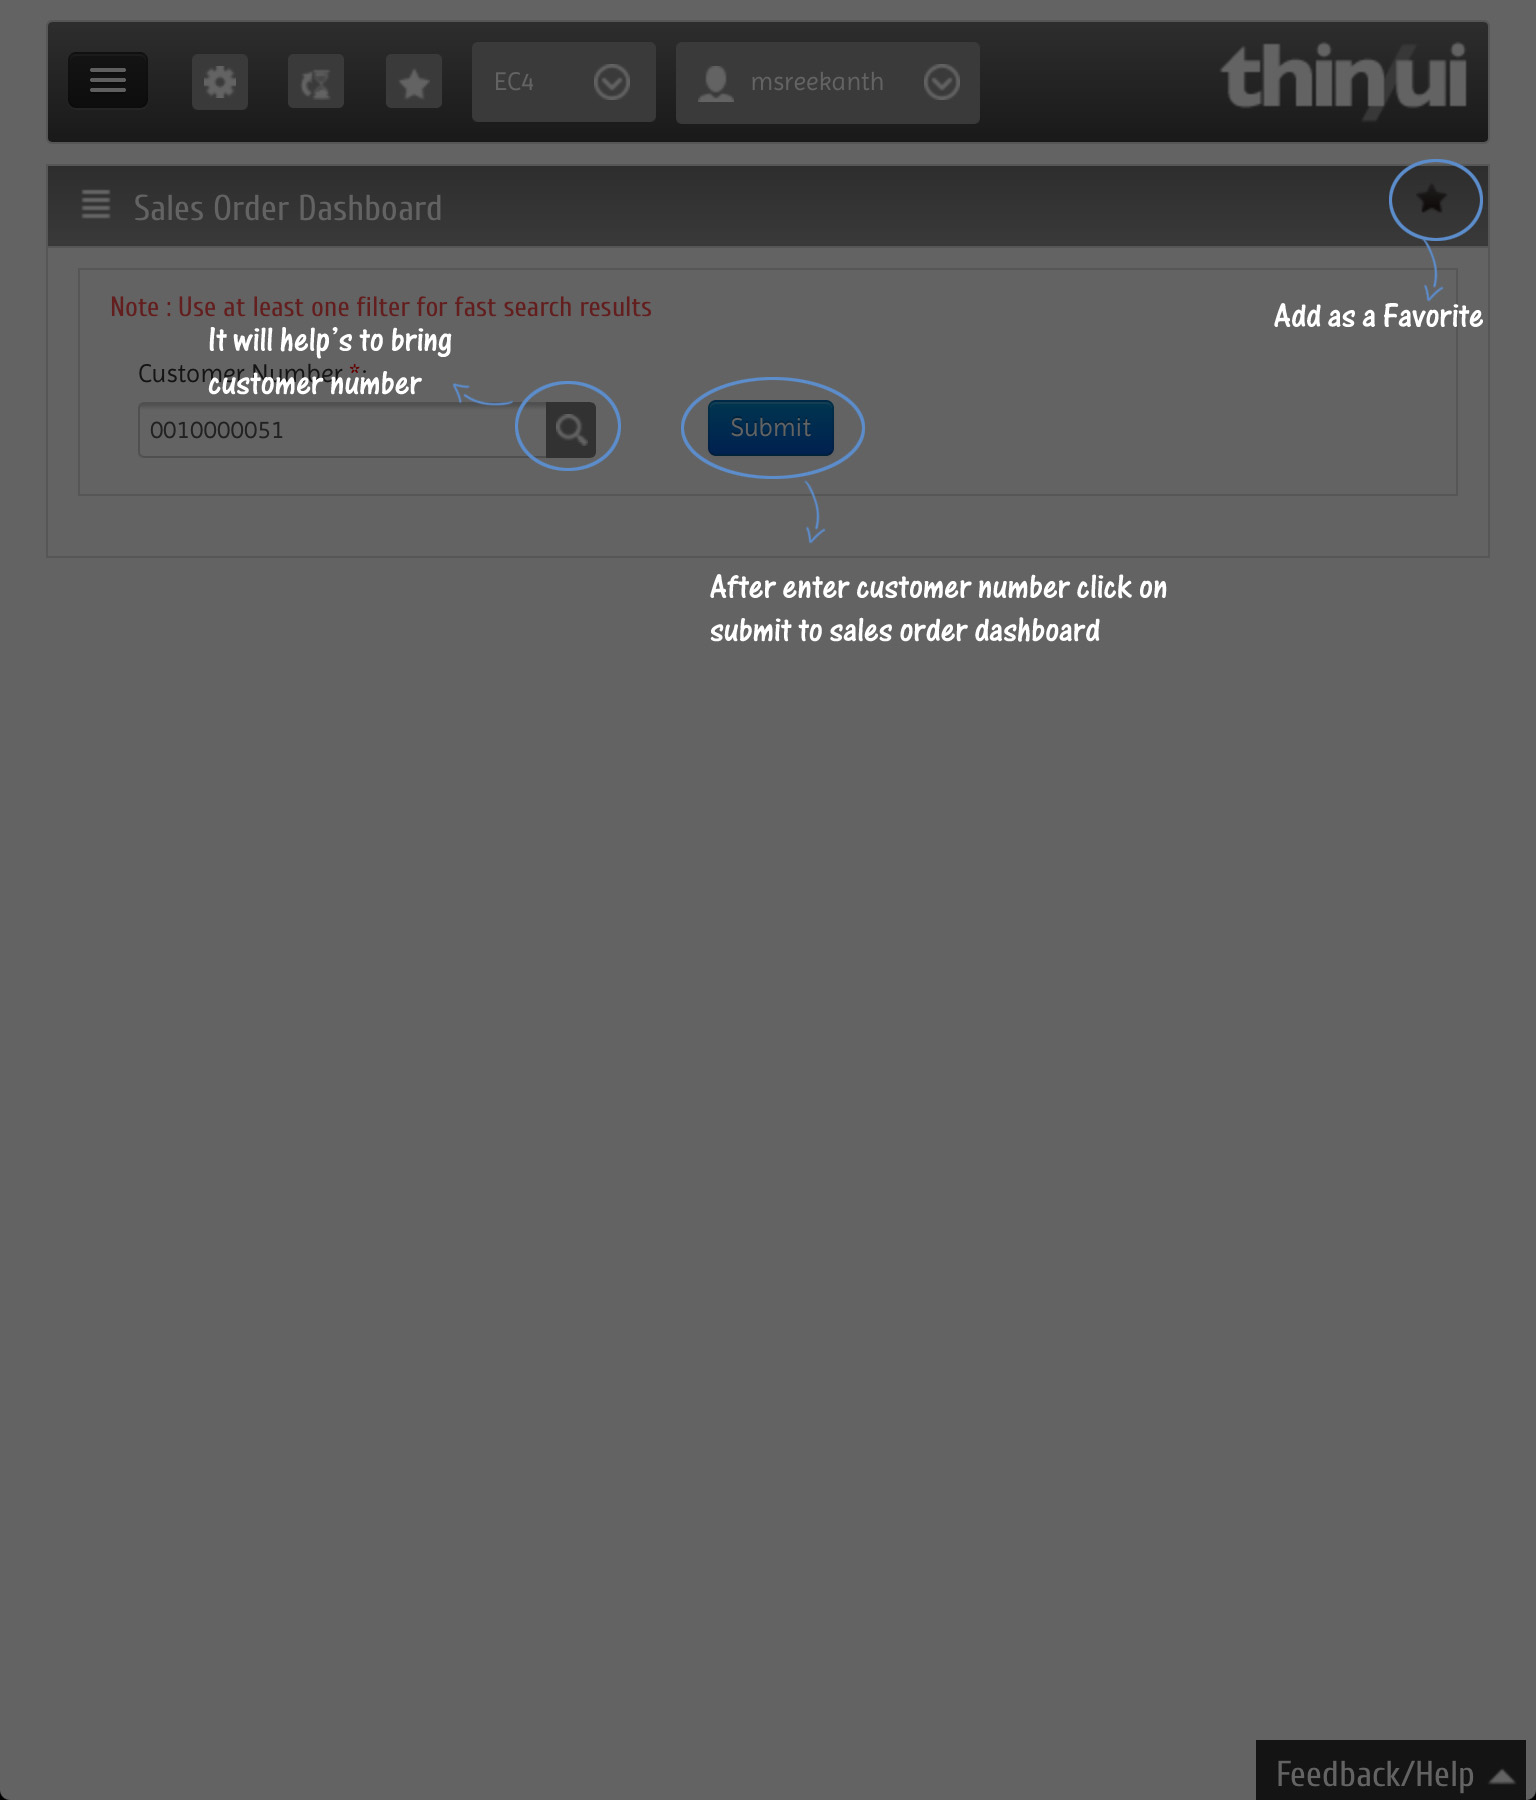 EC4
msreekanth
thin/ui
Sales Order Dashboard
Note : Use at least one filter for fast search results
It will help's to bring
customer number
Customer Number *:
Add as a Favorite
0010000051
Submit
After enter customer number click on
submit to sales order dashboard
Feedback/Help